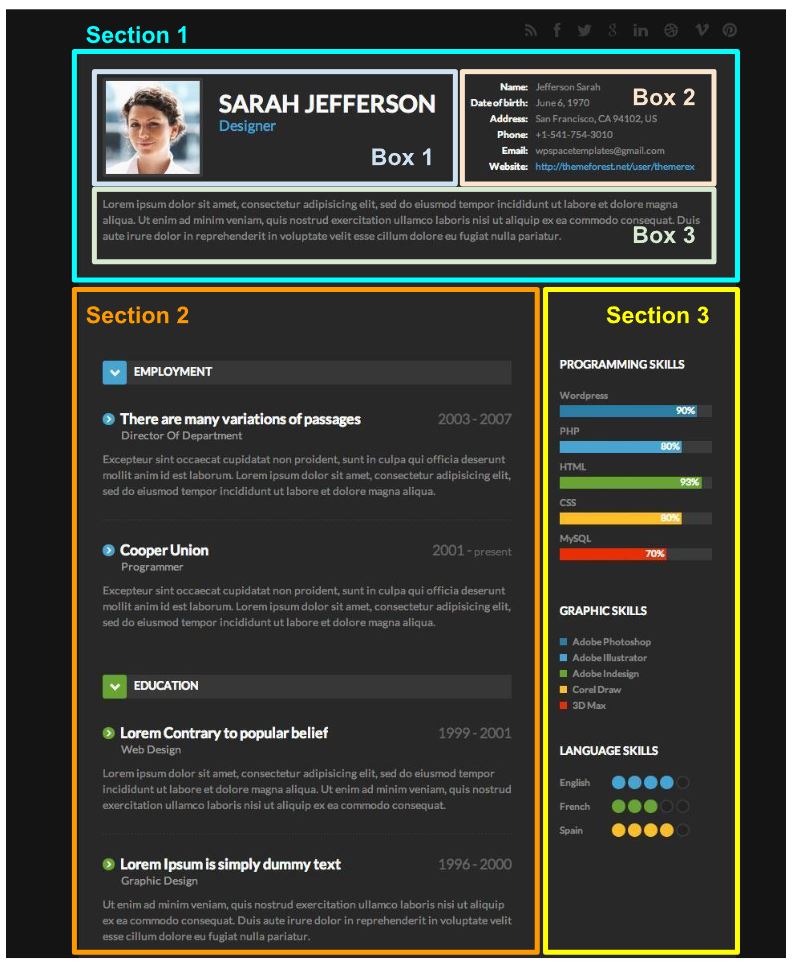 Section 1
SARAH JEFFERSON
Designer
Box 1
Name: Jefferson Sarah
Date of birth: June 6, 1970
Address: San Francisco, CA 94102, US
Phone: +1-541-754-3010
Email: wpspacetemplates@gmail.com
Website: http://themeforest.net/user/themerex
Box 2
Lorem ipsum dolor sit amet, consectetur adipisicing elit, sed do eiusmod tempor incididunt ut labore et dolore magna
aliqua. Ut enim ad minim veniam, quis nostrud exercitation ullamco laboris nisi ut aliquip ex ea commodo consequat. Duis
aute irure dolor in reprehenderit in voluptate velit esse cillum dolore eu fugiat nulla pariatur.
Box 3
Section 2
EMPLOYMENT
There are many variations of passages 2003 - 2007
Director Of Department
Excepteur sint occaecat cupidatat non proident, sunt in culpa qui officia deserunt
mollit anim id est laborum. Lorem ipsum dolor sit amet, consectetur adipisicing elit,
sed do eiusmod tempor incididunt ut labore et dolore magna aliqua.
Cooper Union 2001 - present
Programmer
Excepteur sint occaecat cupidatat non proident, sunt in culpa qui officia deserunt
mollit anim id est laborum. Lorem ipsum dolor sit amet, consectetur adipisicing elit,
sed do eiusmod tempor incididunt ut labore et dolore magna aliqua.
EDUCATION
Lorem Contrary to popular belief 1999 - 2001
Web Design
Lorem ipsum dolor sit amet, consectetur adipisicing elit, sed do eiusmod tempor
incididunt ut labore et dolore magna aliqua. Ut enim ad minim veniam, quis nostrud
exercitation ullamco laboris nisi ut aliquip ex ea commodo consequat.
Lorem Ipsum is simply dummy text 1996 - 2000
Graphic Design
Ut enim ad minim veniam, quis nostrud exercitation ullamco laboris nisi ut aliquip
ex ea commodo consequat. Duis aute irure dolor in reprehenderit in voluptate velit
esse cillum dolore eu fugiat nulla pariatur.
Section 3
PROGRAMMING SKILLS
Wordpress
90%
PHP
80%
HTML
93%
CSS
80%
MySQL
70%
GRAPHIC SKILLS
Adobe Photoshop
Adobe Illustrator
Adobe Indesign
Corel Draw
3D Max
LANGUAGE SKILLS
English
French
Spain